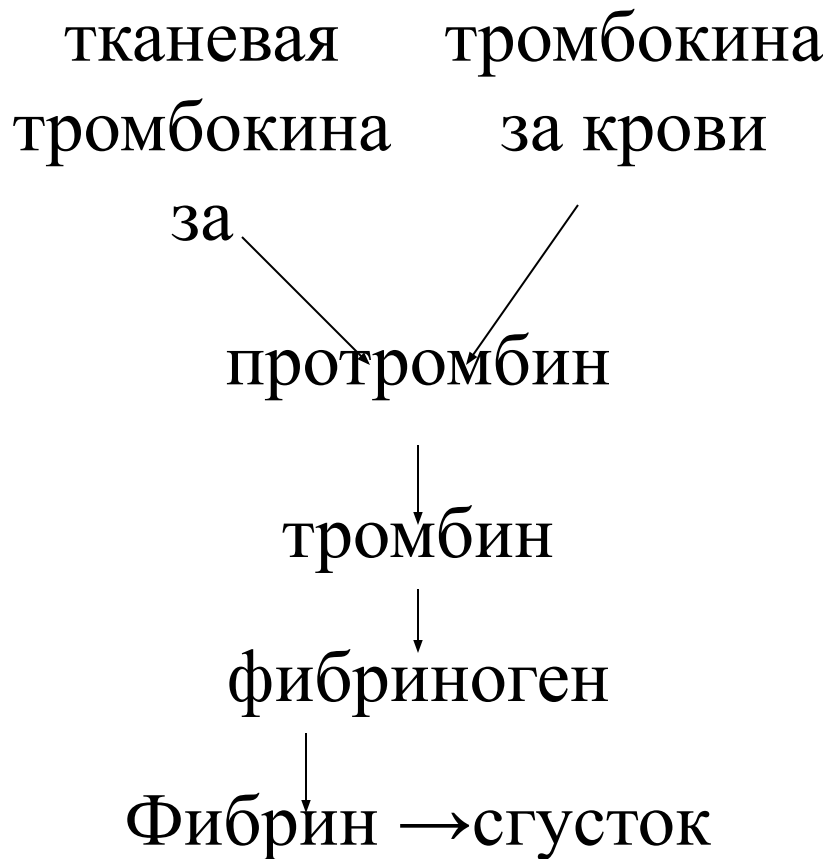 тканевая
тромбокина
за
тромбокина
за крови
протромбин
тромбин
фибриноген
Фибрин →сгусток